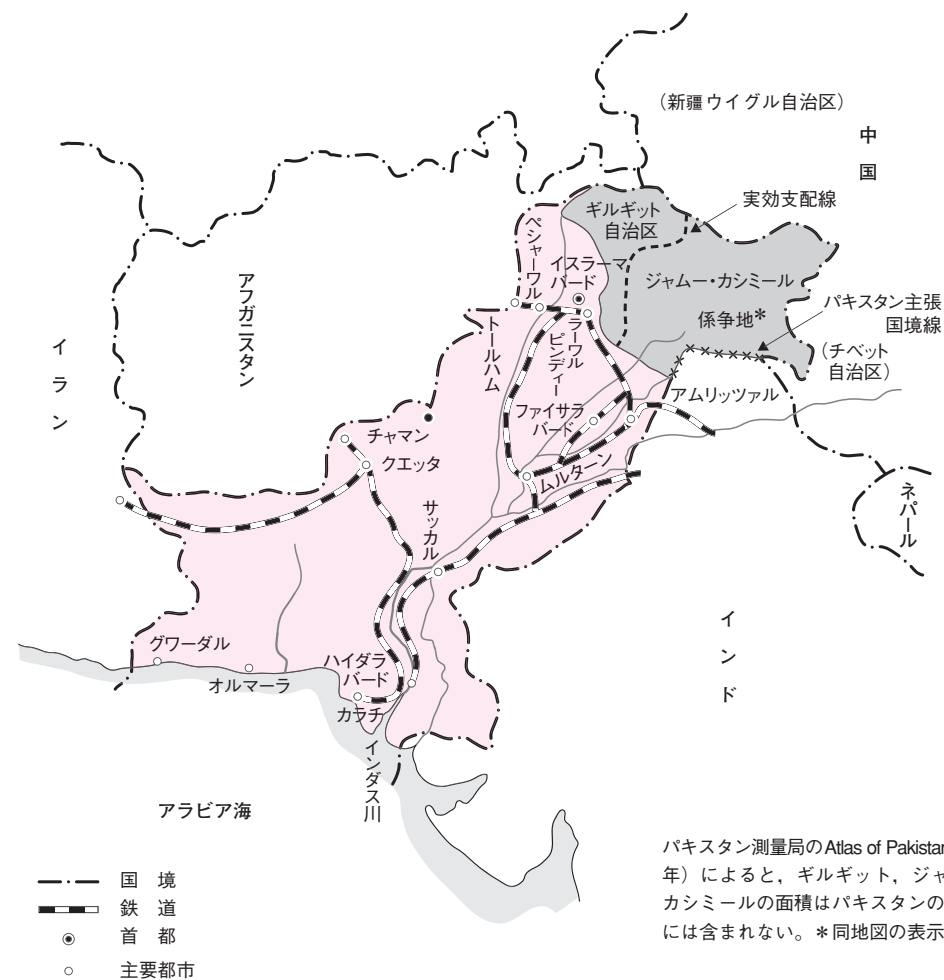 (新疆ウイグル自治区)
中国
実効支配線
ギルギット
自治区
ペシャーワル
イスラーマ
バード
ジャムー・カシミール
係争地*
パキスタン主張
国境線
(チベット
自治区)
アフガニスタン
イラン
トールハム
ラーワル
ピンディー
アムリッツァル
ファイサラ
バード
チャマン
クエッタ
ムルターン
サッカル
ネパール
インド
グワーダル
オルマーラ
ハイダラ
バード
カラチ
インダス川
アラビア海
国 境
鉄 道
首 都
主要都市
パキスタン測量局のAtlas of Pakistan
年)によると,ギルギット,ジャ
カシミールの面積はパキスタンの
には含まれない。*同地図の表示